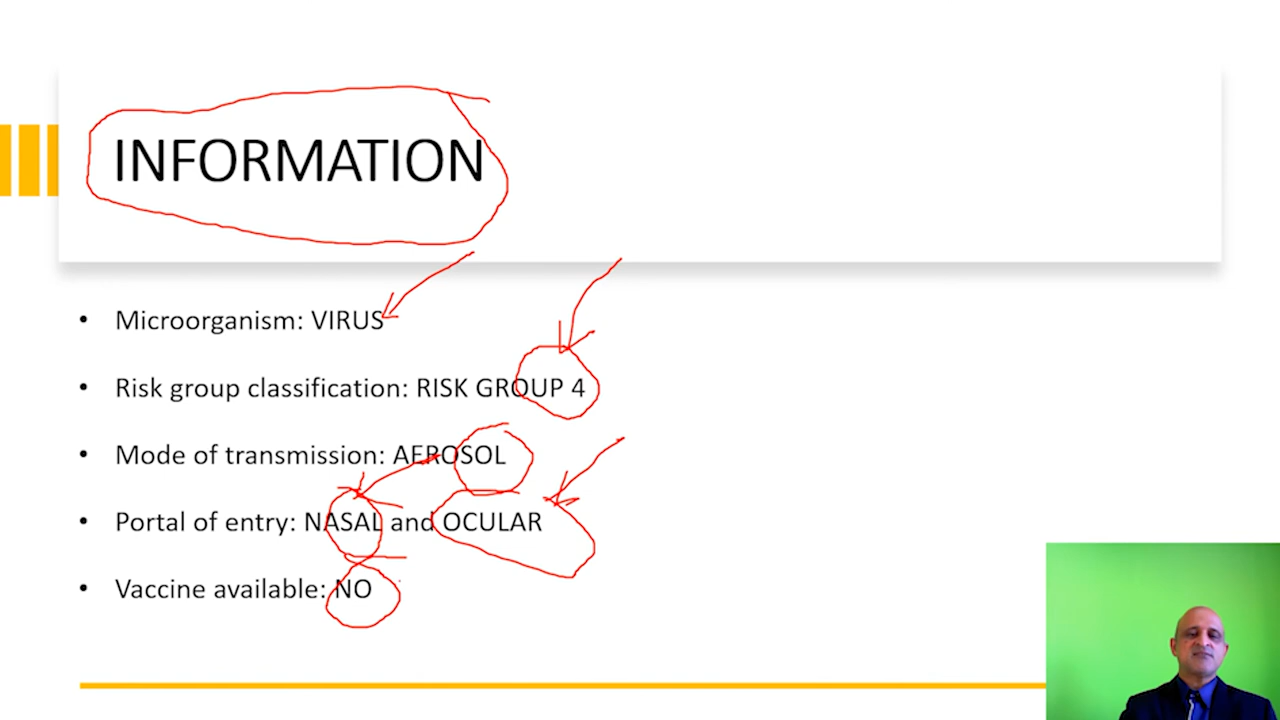 INFORMATION
• Microorganism: VIRUS
• Risk group classification: RISK GROUP 4
• Mode of transmission: AEROSOL
• Portal of entry: NASAL and OCULAR
• Vaccine available: NO